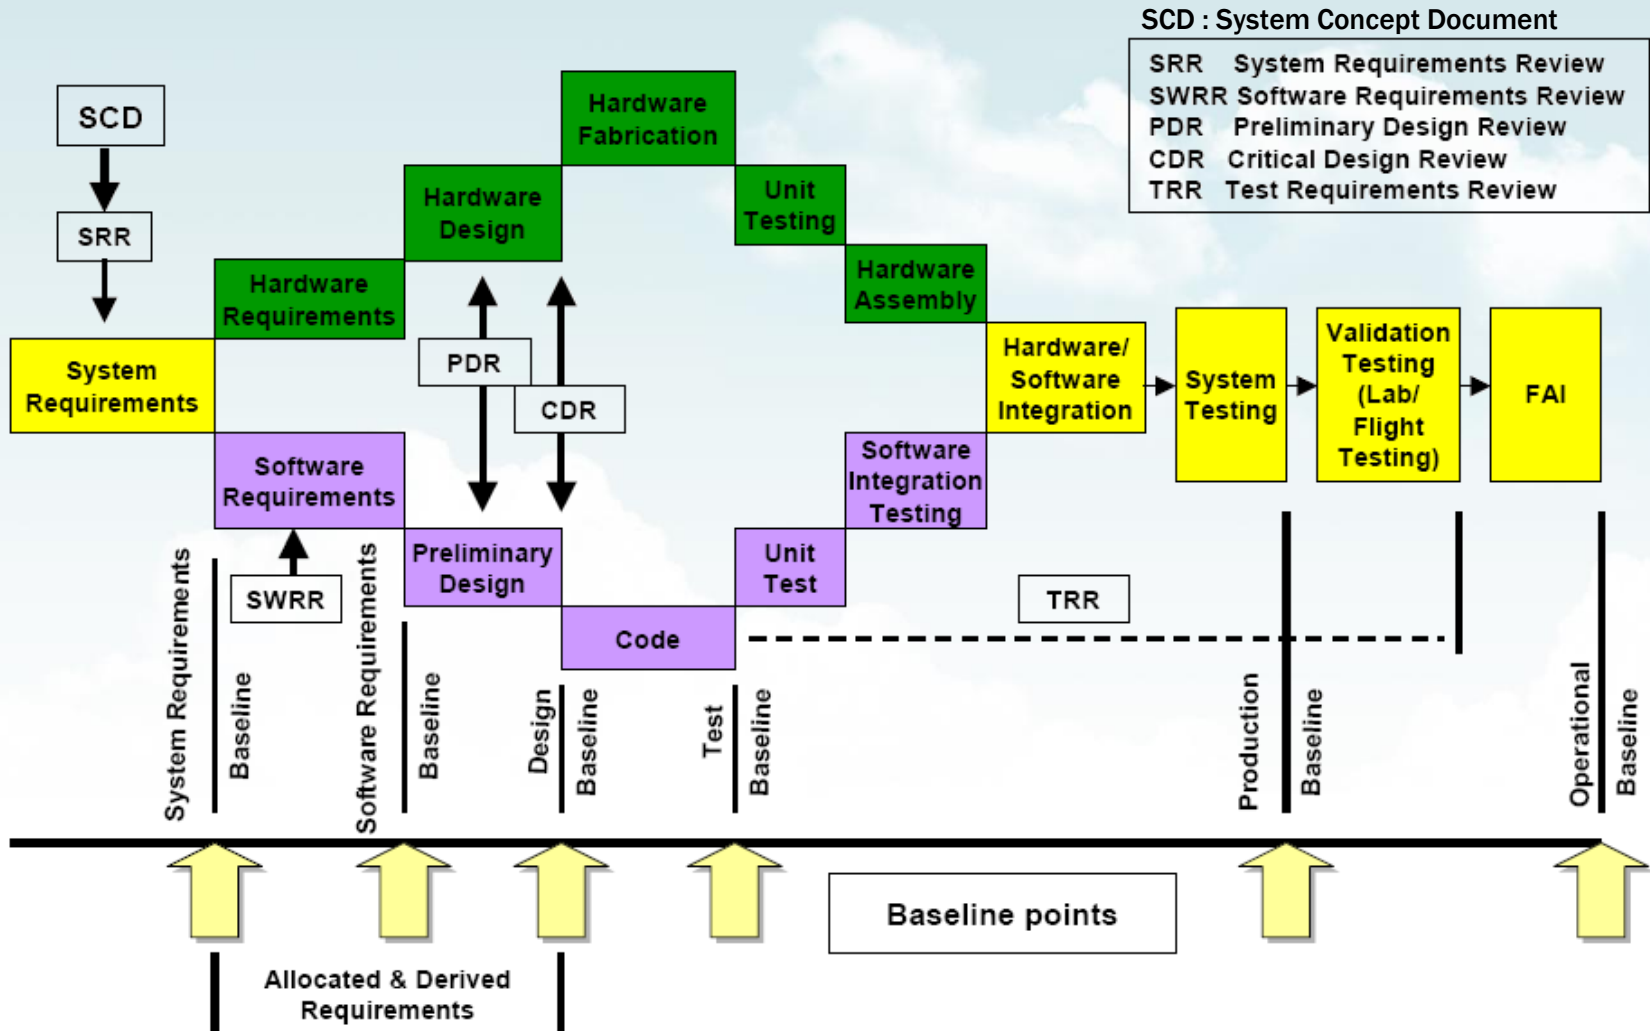 SCD : System Concept Document
SRR System Requirements Review
SWRR Software Requirements Review
PDR Preliminary Design Review
CDR Critical Design Review
TRR Test Requirements Review
SCD
SRR
System
Requirements
Hardware
Requirements
Hardware
Design
Hardware
Fabrication
Unit
Testing
Hardware
Assembly
PDR
CDR
Software
Requirements
SWRR
Preliminary
Design
Code
Unit
Test
Software
Integration
Testing
Hardware/
Software
Integration
System
Testing
Validation
Testing
(Lab/
Flight
Testing)
FAI
TRR
System Requirements
Baseline
Software Requirements
Baseline
Design
Baseline
Test
Baseline
Production
Baseline
Operational
Baseline
Baseline points
Allocated & Derived
Requirements